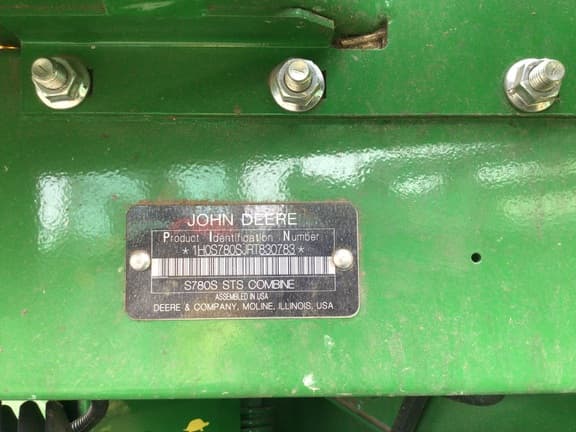 JOHN DEERE
Product Identification Number
*1H0S780SJRT830783*
S780S STS COMBINE
ASSEMBLED IN USA
DEERE & COMPANY, MOLINE, ILLINOIS, USA